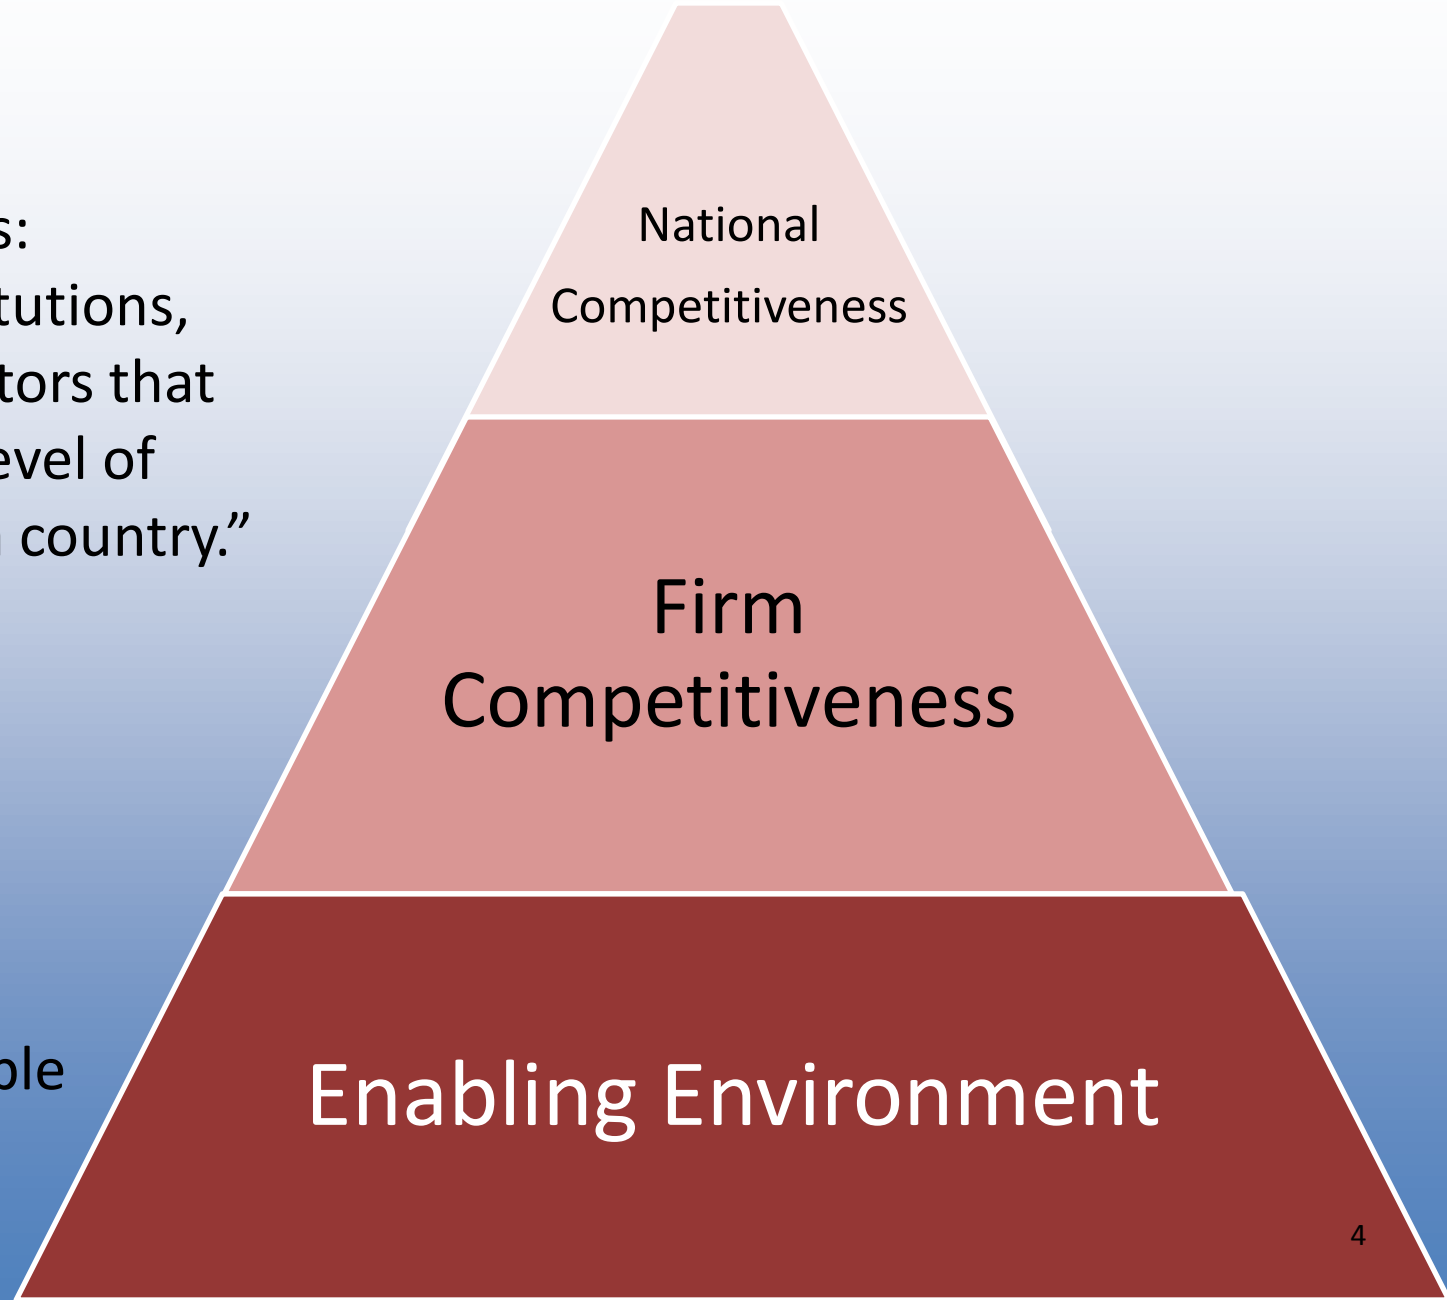 s:
tutions,
tors that
evel of
country.”
ple
National
Competitiveness
Firm
Competitiveness
Enabling Environment
4